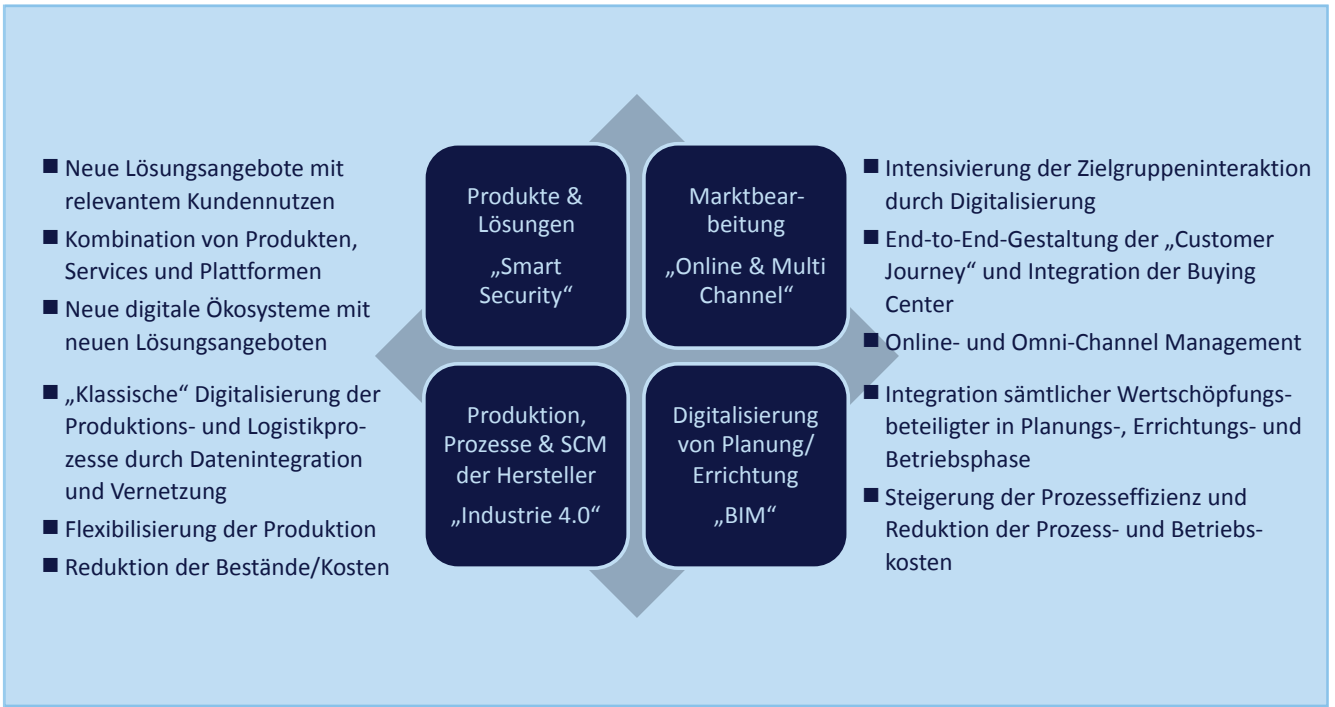 ■ Neue Lösungsangebote mit
relevantem Kundennutzen
■ Kombination von Produkten,
Services und Plattformen
■ Neue digitale Ökosysteme mit
neuen Lösungsangeboten
Produkte &
Lösungen
„Smart
Security“
Marktbear-
beitung
„Online & Multi
Channel“
■ Intensivierung der Zielgruppeninteraktion
durch Digitalisierung
■ End-to-End-Gestaltung der „Customer
Journey“ und Integration der Buying
Center
■ Online- und Omni-Channel Management
■ „Klassische“ Digitalisierung der
Produktions- und Logistikpro-
zesse durch Datenintegration
und Vernetzung
■ Flexibilisierung der Produktion
■ Reduktion der Bestände/Kosten
Produktion,
Prozesse & SCM
der Hersteller
„Industrie 4.0“
Digitalisierung
von Planung/
Errichtung
„BIM“
■ Integration sämtlicher Wertschöpfungs-
beteiligter in Planungs-, Errichtungs- und
Betriebsphase
■ Steigerung der Prozesseffizienz und
Reduktion der Prozess- und Betriebs-
kosten